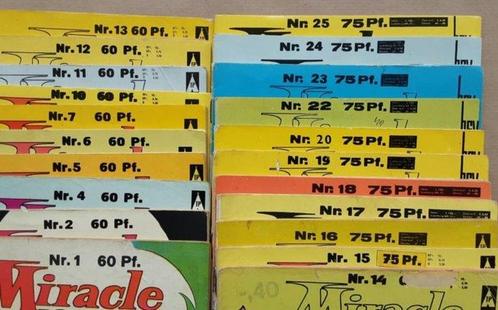 Nr. 13 60 Pf.
Nr. 12 60 Pf.
Nr. 11 60 Pf.
Nr. 10 60 Pf.
Nr. 7 60 Pf.
Nr. 6 60 Pf.
Nr. 5 60 Pf.
Nr. 4 60 Pf.
Nr. 2 60 Pf.
Nr. 1 60 Pf.
Miracle
Nr. 25 75 Pf.
Nr. 24 75 Pf.
Nr. 23 75 Pf.
Nr. 22 75 Pf.
Nr. 20 75 Pf.
Nr. 19 75 Pf.
Nr. 18 75 Pf.
Nr. 17 75 Pf.
Nr. 16 75 Pf.
Nr. 15 75 Pf.
Nr. 14
-,40
Miracle